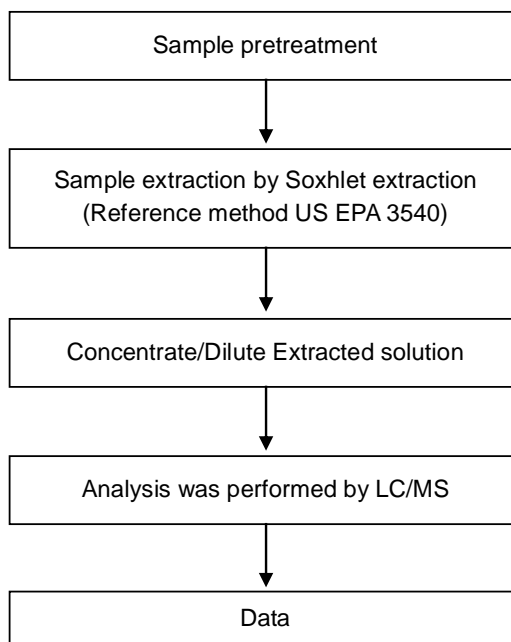 Sample pretreatment
Sample extraction by Soxhlet extraction
(Reference method US EPA 3540)
Concentrate/Dilute Extracted solution
Analysis was performed by LC/MS
Data